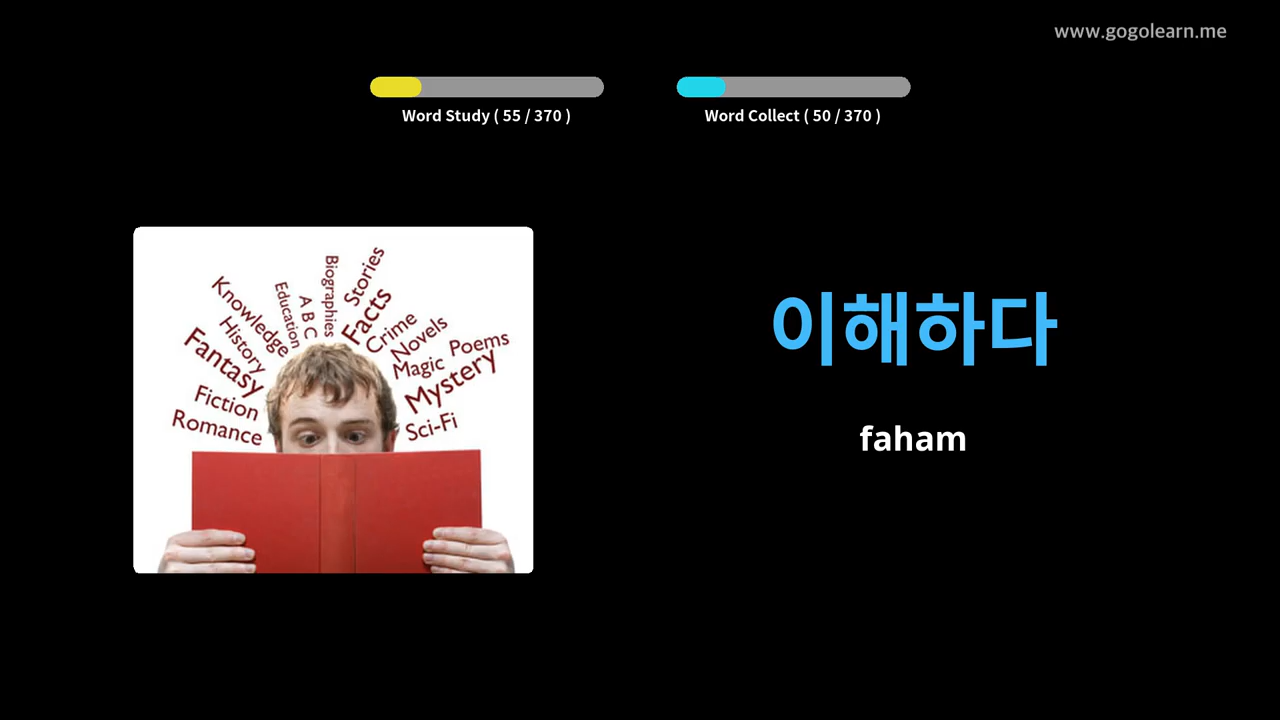 www.gogolearn.me
Word Study ( 55 / 370 )
Word Collect ( 50 / 370 )
Knowledge
History
Fantasy
Fiction
Romance
Education
A B C
Biographies
Stories
Facts
Crime
Novels
Magic
Poems
Mystery
Sci-Fi
이해하다
faham